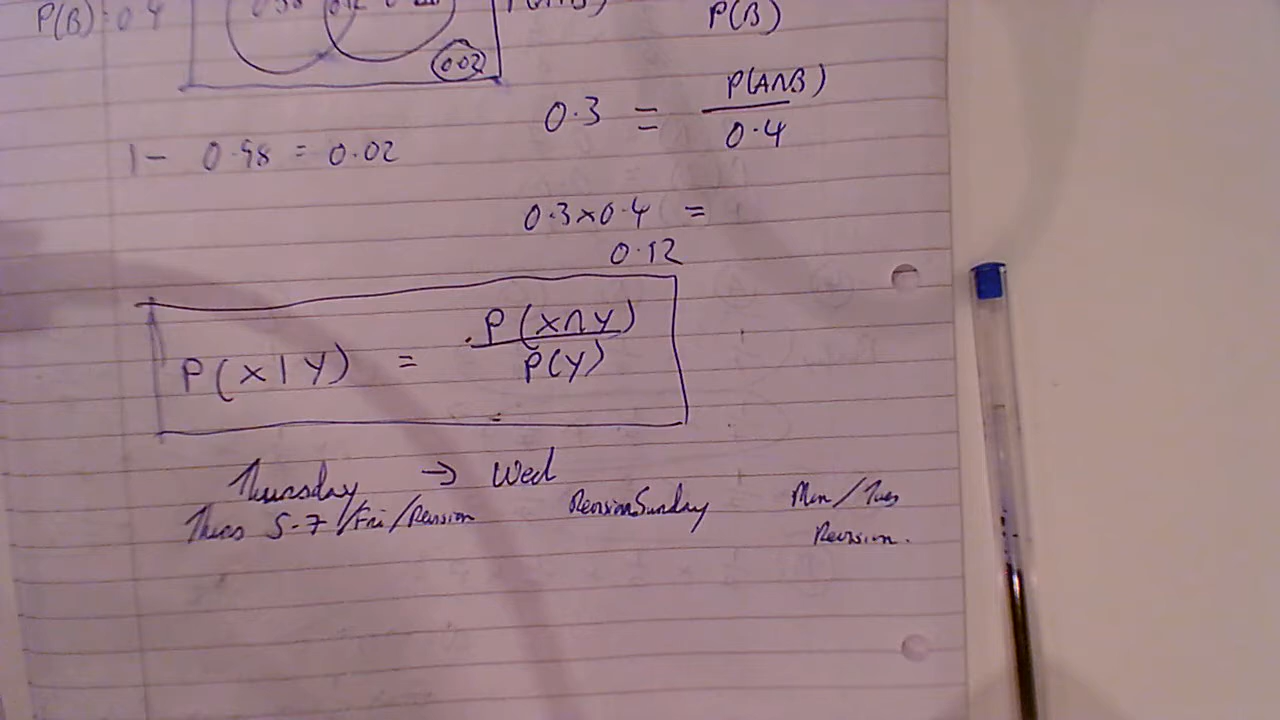 P(B) = 0.4
P(A∩B)
P(B)
0.02
0.3 = P(A∩B)
0.4
1 - 0.98 = 0.02
0.3 x 0.4 =
0.12
P(X|Y) = P(X∩Y)
P(Y)
Thursday → Wed
Thurs 5-7 / Fri / Revision Revision Sunday Mon / Tues
Revision.